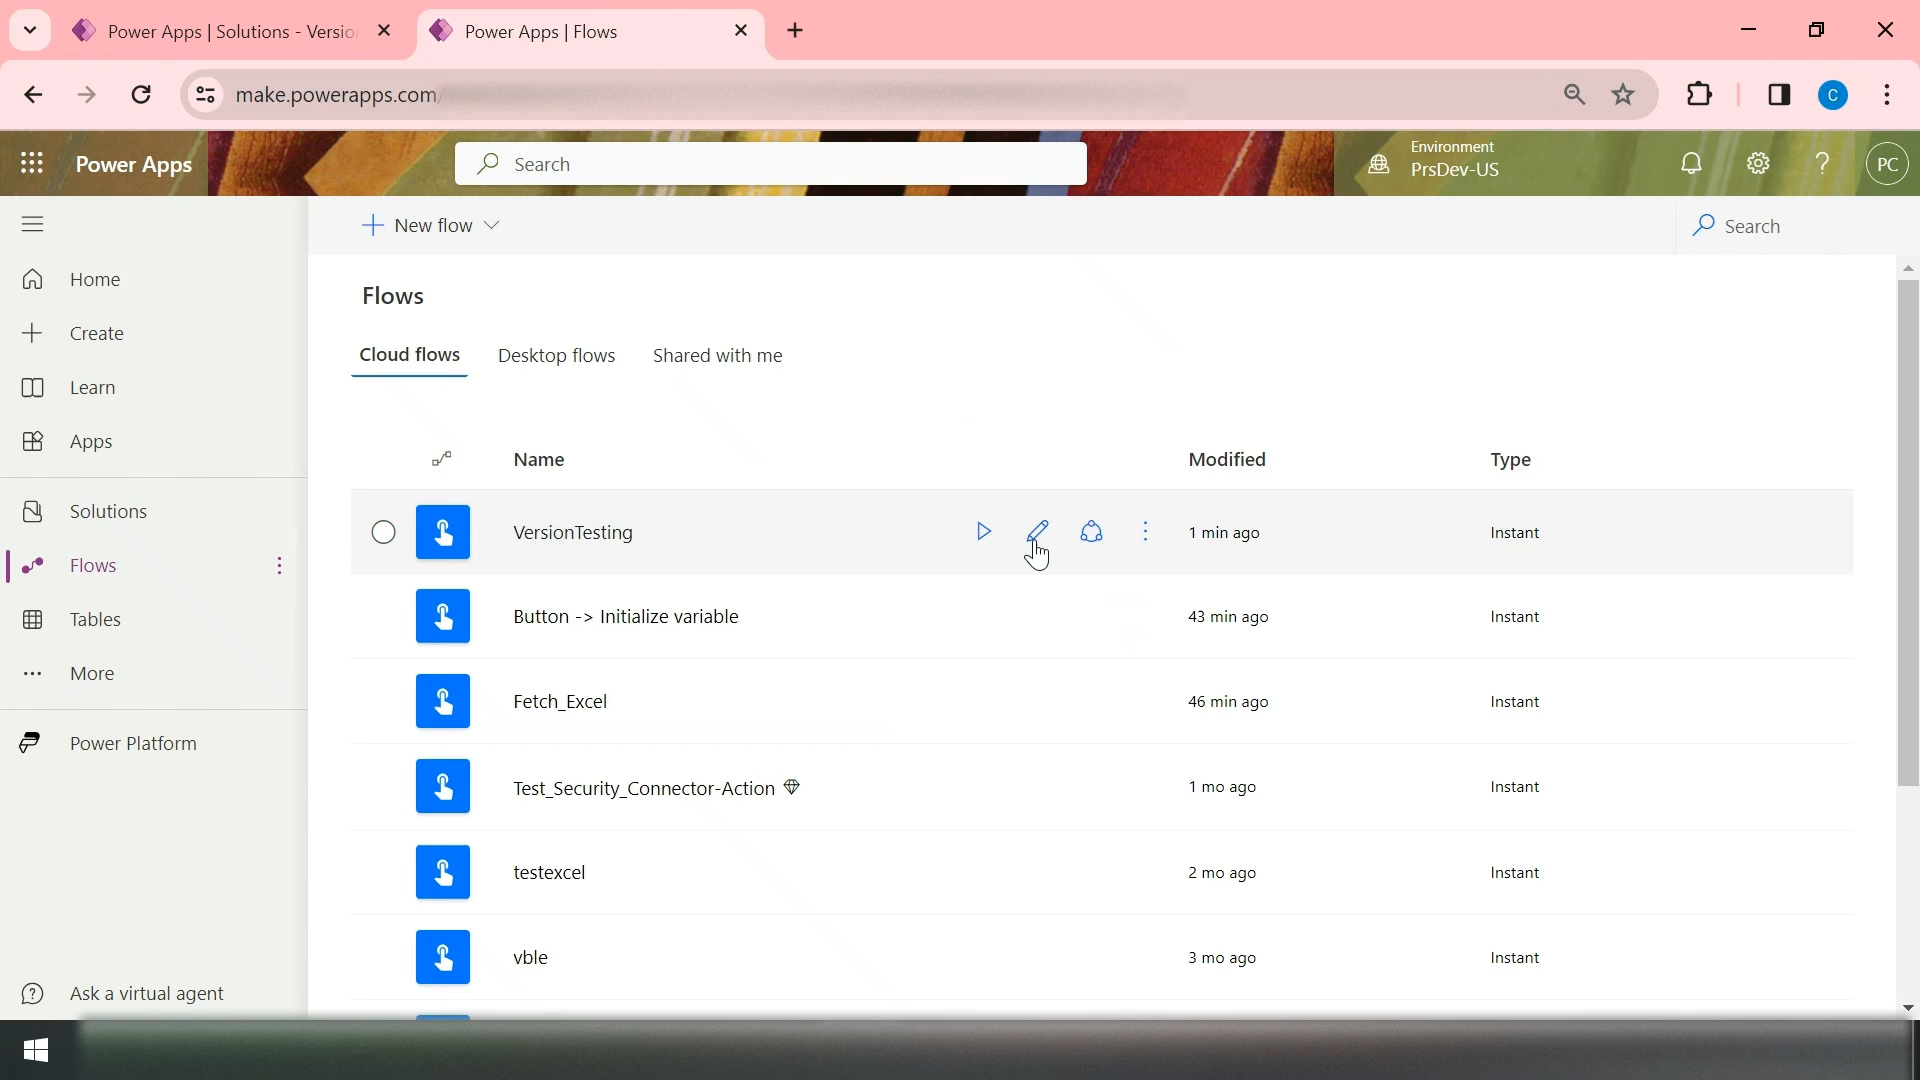 Power Apps | Solutions - Versio
Power Apps | Flows
make.powerapps.com/
Power Apps
Search
Environment
PrsDev-US
PC
C
New flow
Search
Home
Create
Learn
Apps
Solutions
Flows
Tables
More
Power Platform
Ask a virtual agent
Flows
Cloud flows
Desktop flows
Shared with me
Name
Modified
Type
VersionTesting
1 min ago
Instant
Button -> Initialize variable
43 min ago
Instant
Fetch_Excel
46 min ago
Instant
Test_Security_Connector-Action
1 mo ago
Instant
testexcel
2 mo ago
Instant
vble
3 mo ago
Instant